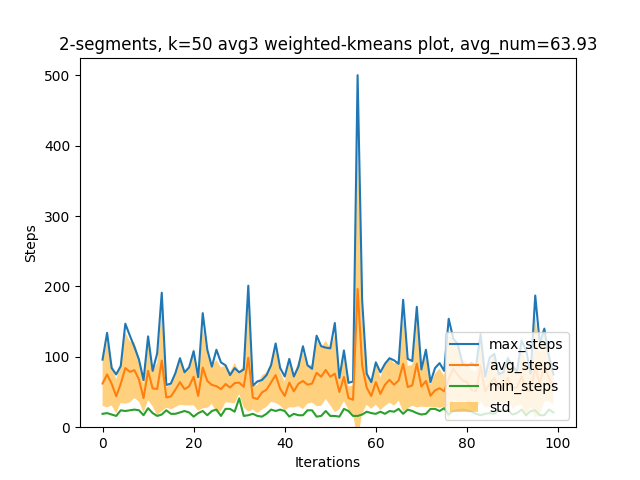 2-segments, k=50 avg3 weighted-kmeans plot, avg_num=63.93
500
400
300
200
100
0
Steps
0 20 40 60 80 100
Iterations
max_steps
avg_steps
min_steps
std